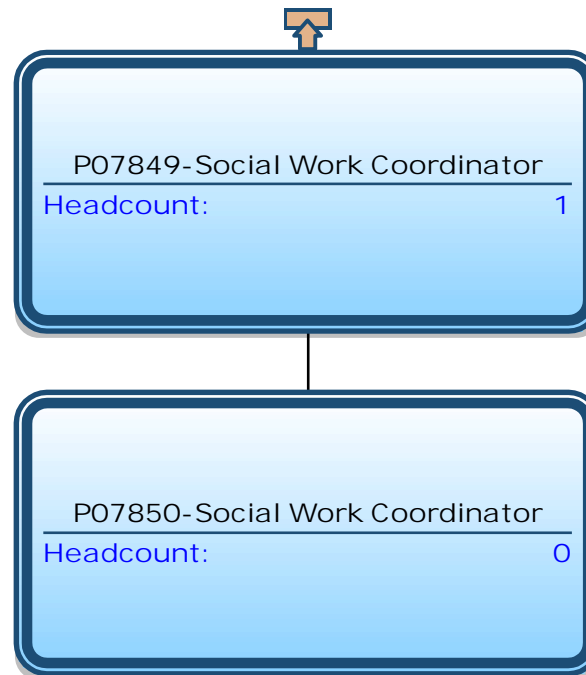 P07849-Social Work Coordinator
Headcount: 1
P07850-Social Work Coordinator
Headcount: 0